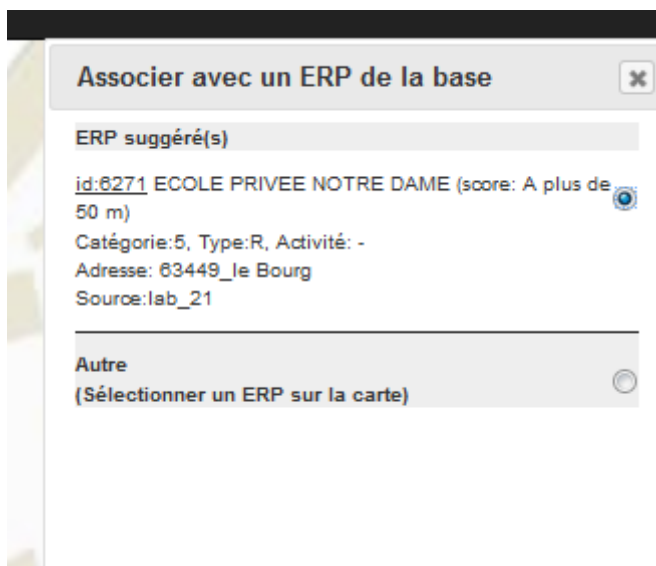 Associer avec un ERP de la base
ERP suggéré(s)
id:6271 ECOLE PRIVEE NOTRE DAME (score: A plus de
50 m)
Catégorie:5, Type:R, Activité: -
Adresse: 63449_le Bourg
Source:lab_21
Autre
(Sélectionner un ERP sur la carte)